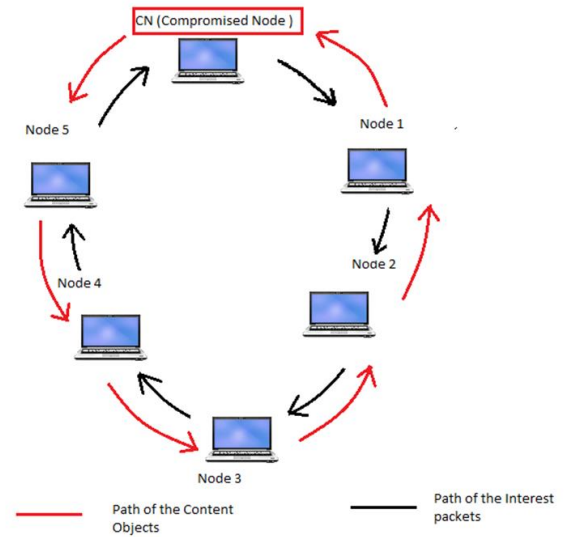 CN (Compromised Node )
Node 1
Node 5
Node 2
Node 4
Node 3
Path of the Content
Objects
Path of the Interest
packets